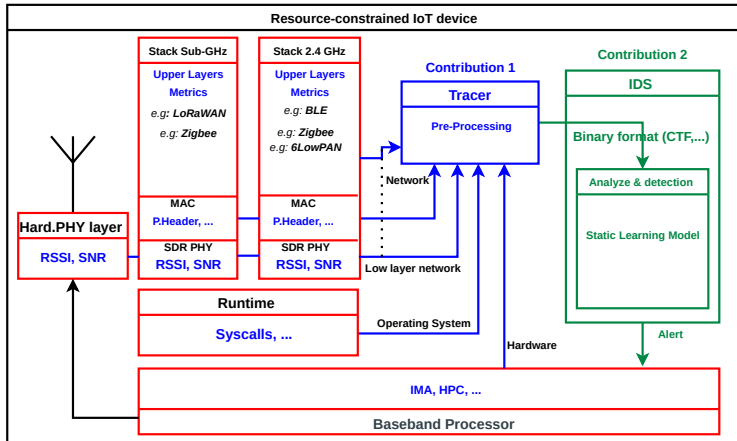 Resource-constrained IoT device
Stack Sub-GHz
Upper Layers
Metrics
e.g: LoRaWAN
e.g: Zigbee
MAC
P.Header, ...
SDR PHY
RSSI, SNR
Stack 2.4 GHz
Upper Layers
Metrics
e.g: BLE
e.g: Zigbee
e.g: 6LowPAN
MAC
P.Header, ...
SDR PHY
RSSI, SNR
Hard.PHY layer
RSSI, SNR
Contribution 1
Tracer
Pre-Processing
Network
Low layer network
Operating System
Hardware
Runtime
Syscalls, ...
IMA, HPC, ...
Baseband Processor
Contribution 2
IDS
Binary format (CTF,...)
Analyze & detection
Static Learning Model
Alert